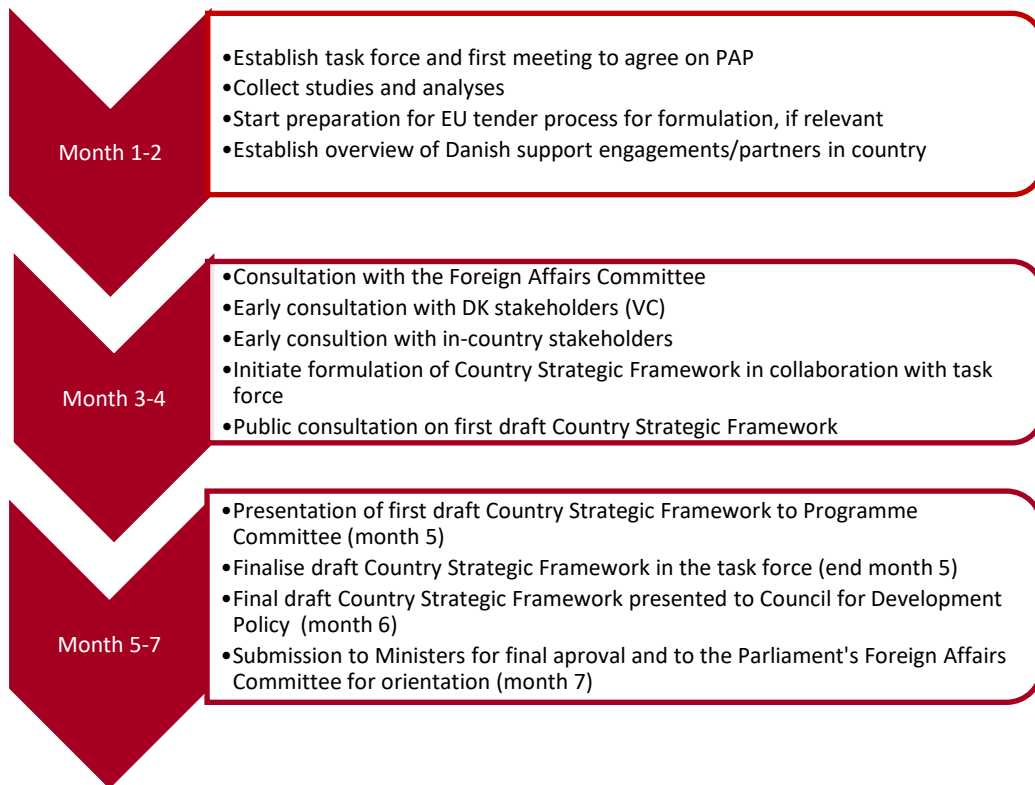 Month 1-2
•Establish task force and first meeting to agree on PAP
•Collect studies and analyses
•Start preparation for EU tender process for formulation, if relevant
•Establish overview of Danish support engagements/partners in country
Month 3-4
•Consultation with the Foreign Affairs Committee
•Early consultation with DK stakeholders (VC)
•Early consultion with in-country stakeholders
•Initiate formulation of Country Strategic Framework in collaboration with task
force
•Public consultation on first draft Country Strategic Framework
Month 5-7
•Presentation of first draft Country Strategic Framework to Programme
Committee (month 5)
•Finalise draft Country Strategic Framework in the task force (end month 5)
•Final draft Country Strategic Framework presented to Council for Development
Policy  (month 6)
•Submission to Ministers for final aproval and to the Parliament's Foreign Affairs
Committee for orientation (month 7)